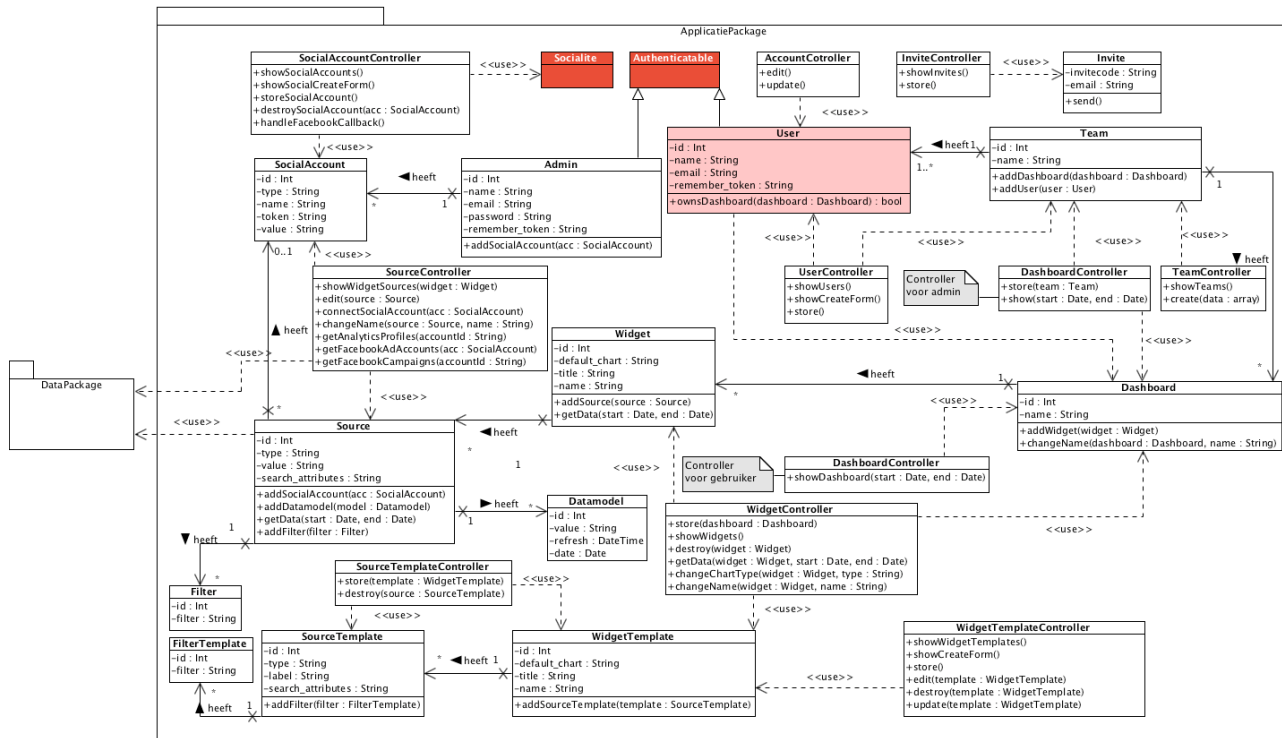 ApplicatiePackage
SocialAccountController
+showSocialAccounts()
+showSocialCreateForm()
+storeSocialAccount()
+destroySocialAccount(acc : SocialAccount)
+handleFacebookCallback()
<<use>>
Socialite
Authenticatable
AccountCotroller
+edit()
+update()
<<use>>
InviteController
+showInvites()
+store()
<<use>>
Invite
-invitecode : String
-email : String
+send()
<<use>>
SocialAccount
-id : Int
-type : String
-name : String
-token : String
-value : String
heeft
*
1
Admin
-id : Int
-name : String
-email : String
-password : String
-remember_token : String
+addSocialAccount(acc : SocialAccount)
User
-id : Int
-name : String
-email : String
-remember_token : String
+ownsDashboard(dashboard : Dashboard) : bool
heeft
1
1..*
Team
-id : Int
-name : String
+addDashboard(dashboard : Dashboard)
+addUser(user : User)
1
0..1
<<use>>
<<use>>
<<use>>
<<use>>
<<use>>
heeft
SourceController
+showWidgetSources(widget : Widget)
+edit(source : Source)
+connectSocialAccount(acc : SocialAccount)
+changeName(source : Source, name : String)
+getAnalyticsProfiles(accountId : String)
+getFacebookAdAccounts(acc : SocialAccount)
+getFacebookCampaigns(accountId : String)
UserController
+showUsers()
+showCreateForm()
+store()
Controller
voor admin
DashboardController
+store(team : Team)
+show(start : Date, end : Date)
TeamController
+showTeams()
+create(data : array)
heeft
<<use>>
<<use>>
<<use>>
Widget
-id : Int
-default_chart : String
-title : String
-name : String
+addSource(source : Source)
+getData(start : Date, end : Date)
heeft
1
*
*
DataPackage
<<use>>
<<use>>
*
Dashboard
-id : Int
-name : String
+addWidget(widget : Widget)
+changeName(dashboard : Dashboard, name : String)
<<use>>
Source
-id : Int
-type : String
-value : String
-search_attributes : String
+addSocialAccount(acc : SocialAccount)
+addDatamodel(model : Datamodel)
+getData(start : Date, end : Date)
+addFilter(filter : Filter)
heeft
*
1
<<use>>
Controller
voor gebruiker
DashboardController
+showDashboard(start : Date, end : Date)
heeft
*
1
Datamodel
-id : Int
-value : String
-refresh : DateTime
-date : Date
WidgetController
+store(dashboard : Dashboard)
+showWidgets()
+destroy(widget : Widget)
+getData(widget : Widget, start : Date, end : Date)
+changeChartType(widget : Widget, type : String)
+changeName(widget : Widget, name : String)
<<use>>
1
heeft
*
Filter
-id : Int
-filter : String
SourceTemplateController
+store(template : WidgetTemplate)
+destroy(source : SourceTemplate)
<<use>>
<<use>>
<<use>>
FilterTemplate
-id : Int
-filter : String
*
heeft
1
SourceTemplate
-id : Int
-type : String
-label : String
-search_attributes : String
+addFilter(filter : FilterTemplate)
*
heeft
1
WidgetTemplate
-id : Int
-default_chart : String
-title : String
-name : String
+addSourceTemplate(template : SourceTemplate)
<<use>>
WidgetTemplateController
+showWidgetTemplates()
+showCreateForm()
+store()
+edit(template : WidgetTemplate)
+destroy(template : WidgetTemplate)
+update(template : WidgetTemplate)